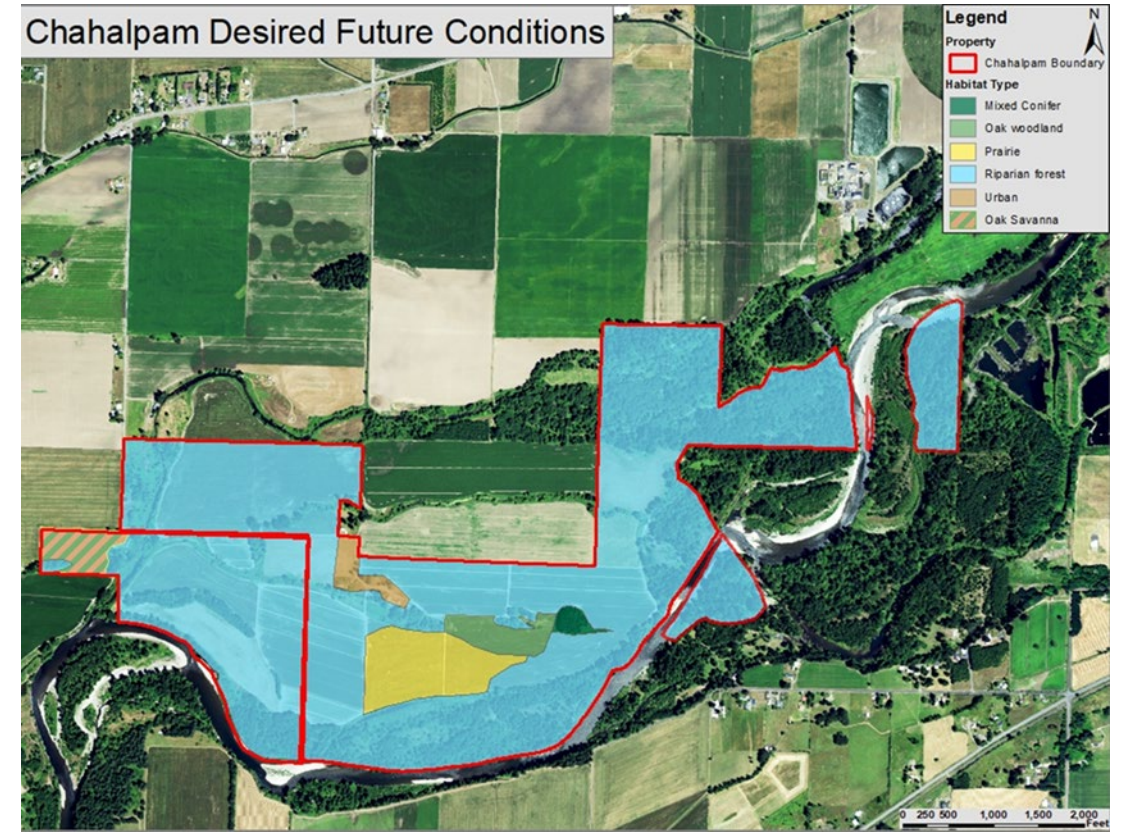 Chahalpam Desired Future Conditions
Legend
N
Property
Chahalpam Boundary
Habitat Type
Mixed Conifer
Oak woodland
Prairie
Riparian forest
Urban
Oak Savanna
0 250 500 1,000 1,500 2,000
Feet